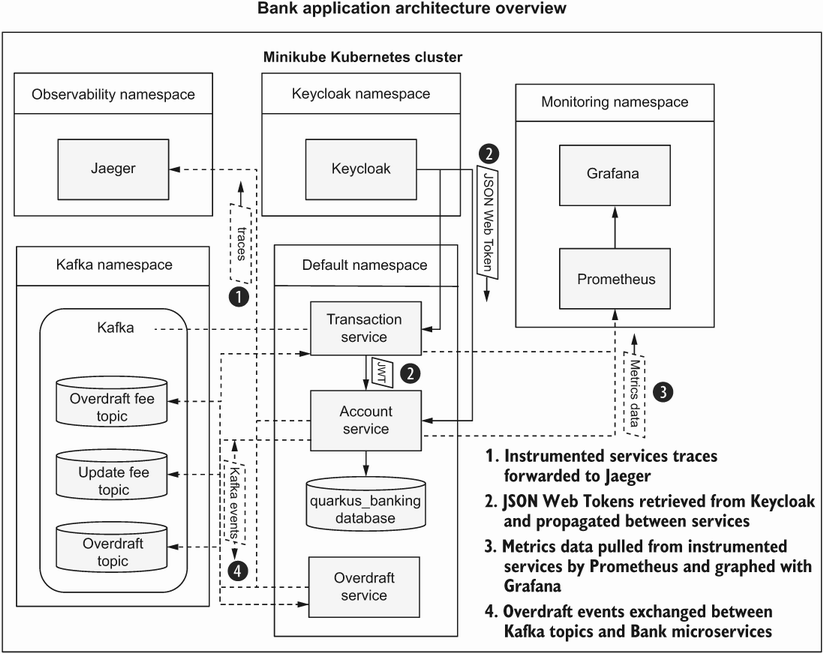 Bank application architecture overview
Minikube Kubernetes cluster
Observability namespace
Jaeger
Keycloak namespace
Keycloak
Monitoring namespace
Grafana
Prometheus
2
JSON Web Token
traces
1
Kafka namespace
Kafka
Overdraft fee
topic
Update fee
topic
Overdraft
topic
Default namespace
Transaction
service
JWT
2
Account
service
quarkus_banking
database
Overdraft
service
Kafka events
4
Metrics data
3
1. Instrumented services traces
forwarded to Jaeger
2. JSON Web Tokens retrieved from Keycloak
and propagated between services
3. Metrics data pulled from instrumented
services by Prometheus and graphed with
Grafana
4. Overdraft events exchanged between
Kafka topics and Bank microservices